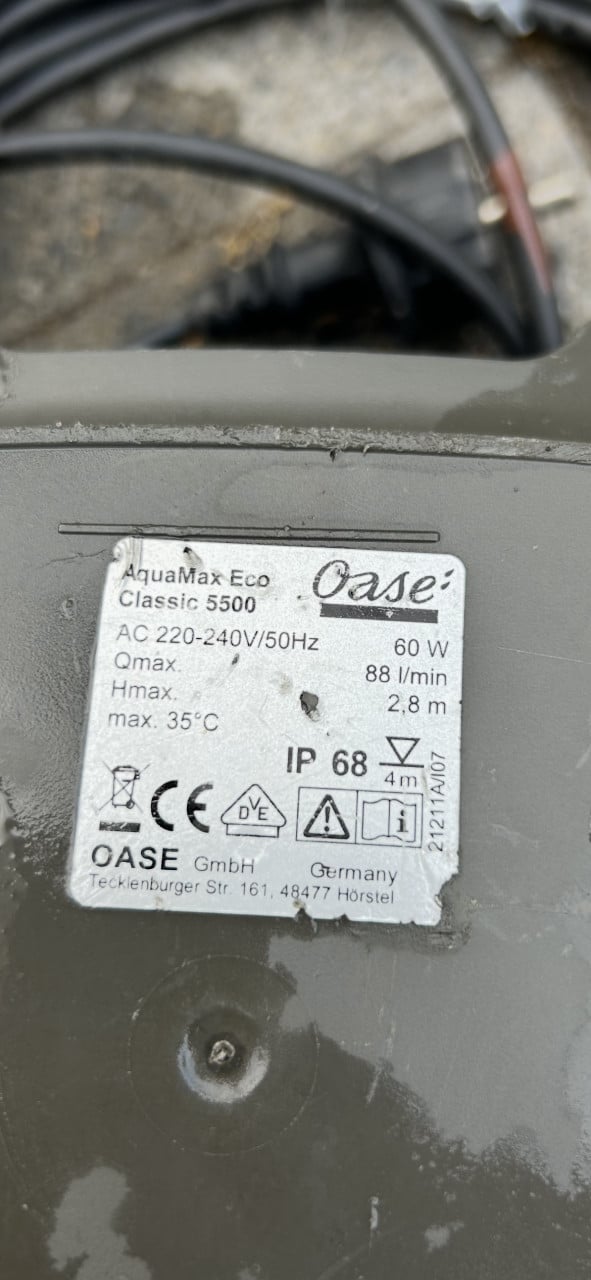 AquaMax Eco
Classic 5500
Oase
AC 220-240V/50Hz 60 W
Qmax. 88 l/min
Hmax. 2,8 m
max. 35°C
IP 68
4m
CE
DVE
i
21211A/07
OASE GmbH Germany
Tecklenburger Str. 161, 48477 Hörstel